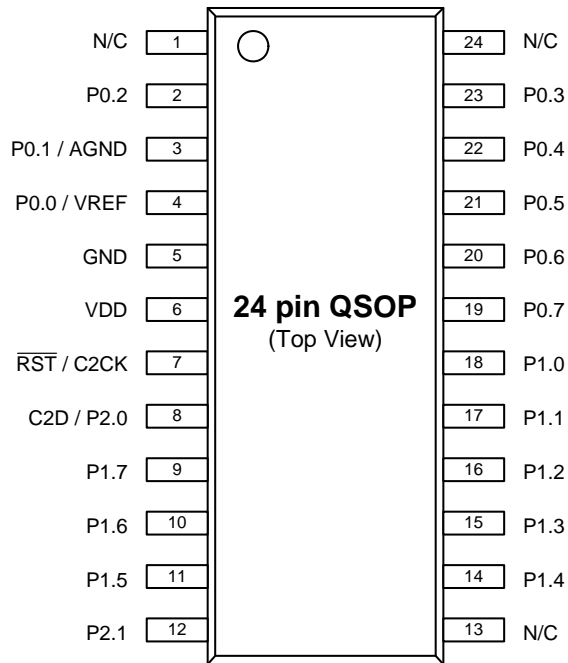 N/C 1 24 N/C
P0.2 2 23 P0.3
P0.1 / AGND 3 22 P0.4
P0.0 / VREF 4 21 P0.5
GND 5 20 P0.6
VDD 6 19 P0.7
24 pin QSOP
(Top View)
R̅S̅T̅ / C2CK 7 18 P1.0
C2D / P2.0 8 17 P1.1
P1.7 9 16 P1.2
P1.6 10 15 P1.3
P1.5 11 14 P1.4
P2.1 12 13 N/C